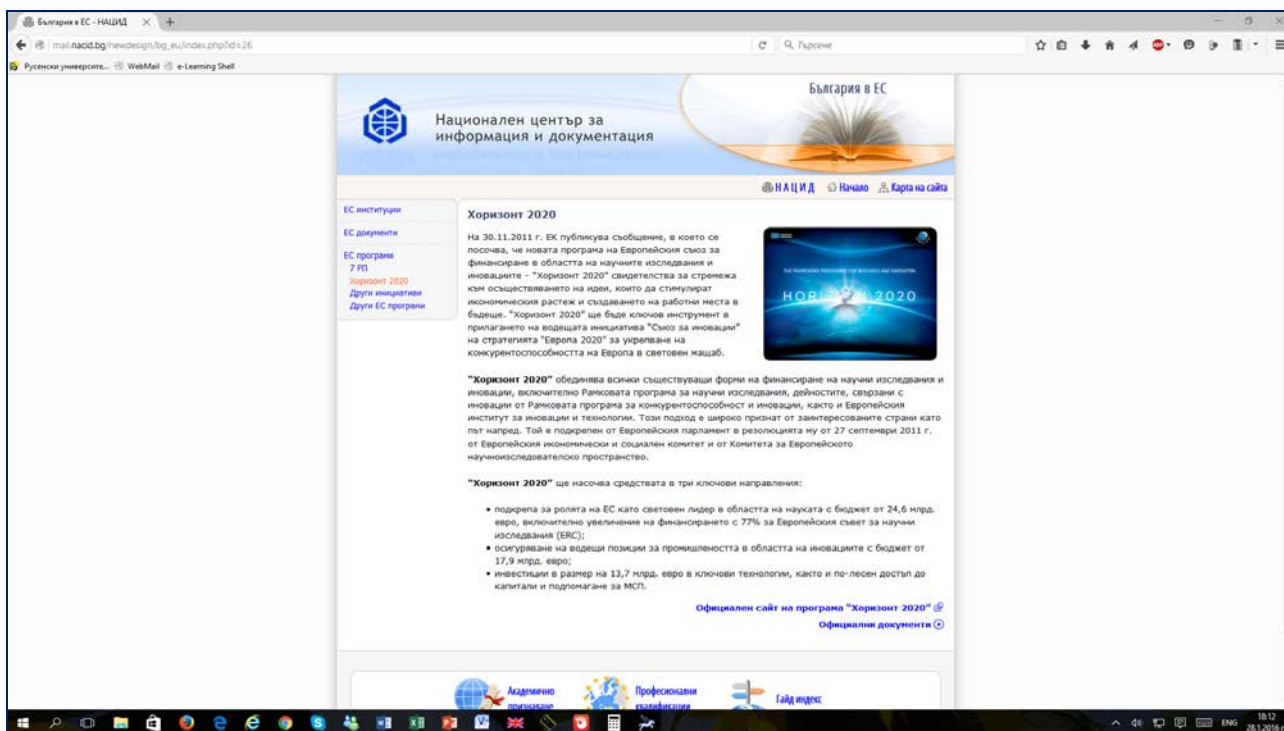 България в ЕС - НАЦИД
mail.nacid.bg/newdesign/bg_eu/index.php?id=26
Търсене
Русенски университе...
WebMail
e-Learning Shell
България в ЕС
Национален център за
информация и документация
НАЦИД Начало Карта на сайта
ЕС институции
ЕС документи
ЕС програми
7 РП
Хоризонт 2020
Други инициативи
Други ЕС програми
Хоризонт 2020
На 30.11.2011 г. ЕК публикува съобщение, в което се
посочва, че новата програма на Европейския съюз за
финансиране в областта на научните изследвания и
иновациите - "Хоризонт 2020" свидетелства за стремежа
към осъществяването на идеи, които да стимулират
икономическия растеж и създаването на работни места в
бъдеще. "Хоризонт 2020" ще бъде ключов инструмент в
прилагането на водещата инициатива "Съюз за иновации"
на стратегията "Европа 2020" за укрепване на
конкурентоспособността на Европа в световен мащаб.
THE FRAMEWORK PROGRAMME FOR RESEARCH AND INNOVATION
HORIZON 2020
"Хоризонт 2020" обединява всички съществуващи форми на финансиране на научни изследвания и
иновации, включително Рамковата програма за научни изследвания, дейностите, свързани с
иновации от Рамковата програма за конкурентоспособност и иновации, както и Европейския
институт за иновации и технологии. Този подход е широко признат от заинтересованите страни като
път напред. Той е подкрепен от Европейския парламент в резолюцията му от 27 септември 2011 г.
от Европейския икономически и социален комитет и от Комитета за Европейското
научноизследователско пространство.
"Хоризонт 2020" ще насочва средствата в три ключови направления:
• подкрепа за ролята на ЕС като световен лидер в областта на науката с бюджет от 24,6 млрд.
евро, включително увеличение на финансирането с 77% за Европейския съвет за научни
изследвания (ERC);
• осигуряване на водещи позиции за промишлеността в областта на иновациите с бюджет от
17,9 млрд. евро;
• инвестиции в размер на 13,7 млрд. евро в ключови технологии, както и по-лесен достъп до
капитали и подпомагане за МСП.
Официален сайт на програма "Хоризонт 2020"
Официални документи
Академично
признаване
Професионални
квалификации
Гайд индекс
ENG
18:12
28.1.2016 г.